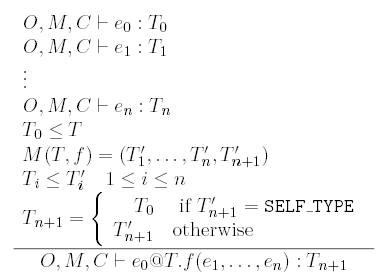 O, M, C ⊢ e₀ : T₀
O, M, C ⊢ e₁ : T₁
⋮
O, M, C ⊢ eₙ : Tₙ
T₀ ≤ T
M(T, f) = (T′₁, . . . , T′ₙ, T′ₙ₊₁)
Tᵢ ≤ T′ᵢ 1 ≤ i ≤ n
Tₙ₊₁ = { T₀ if T′ₙ₊₁ = SELF_TYPE
T′ₙ₊₁ otherwise
O, M, C ⊢ e₀@T.f(e₁, . . . , eₙ) : Tₙ₊₁